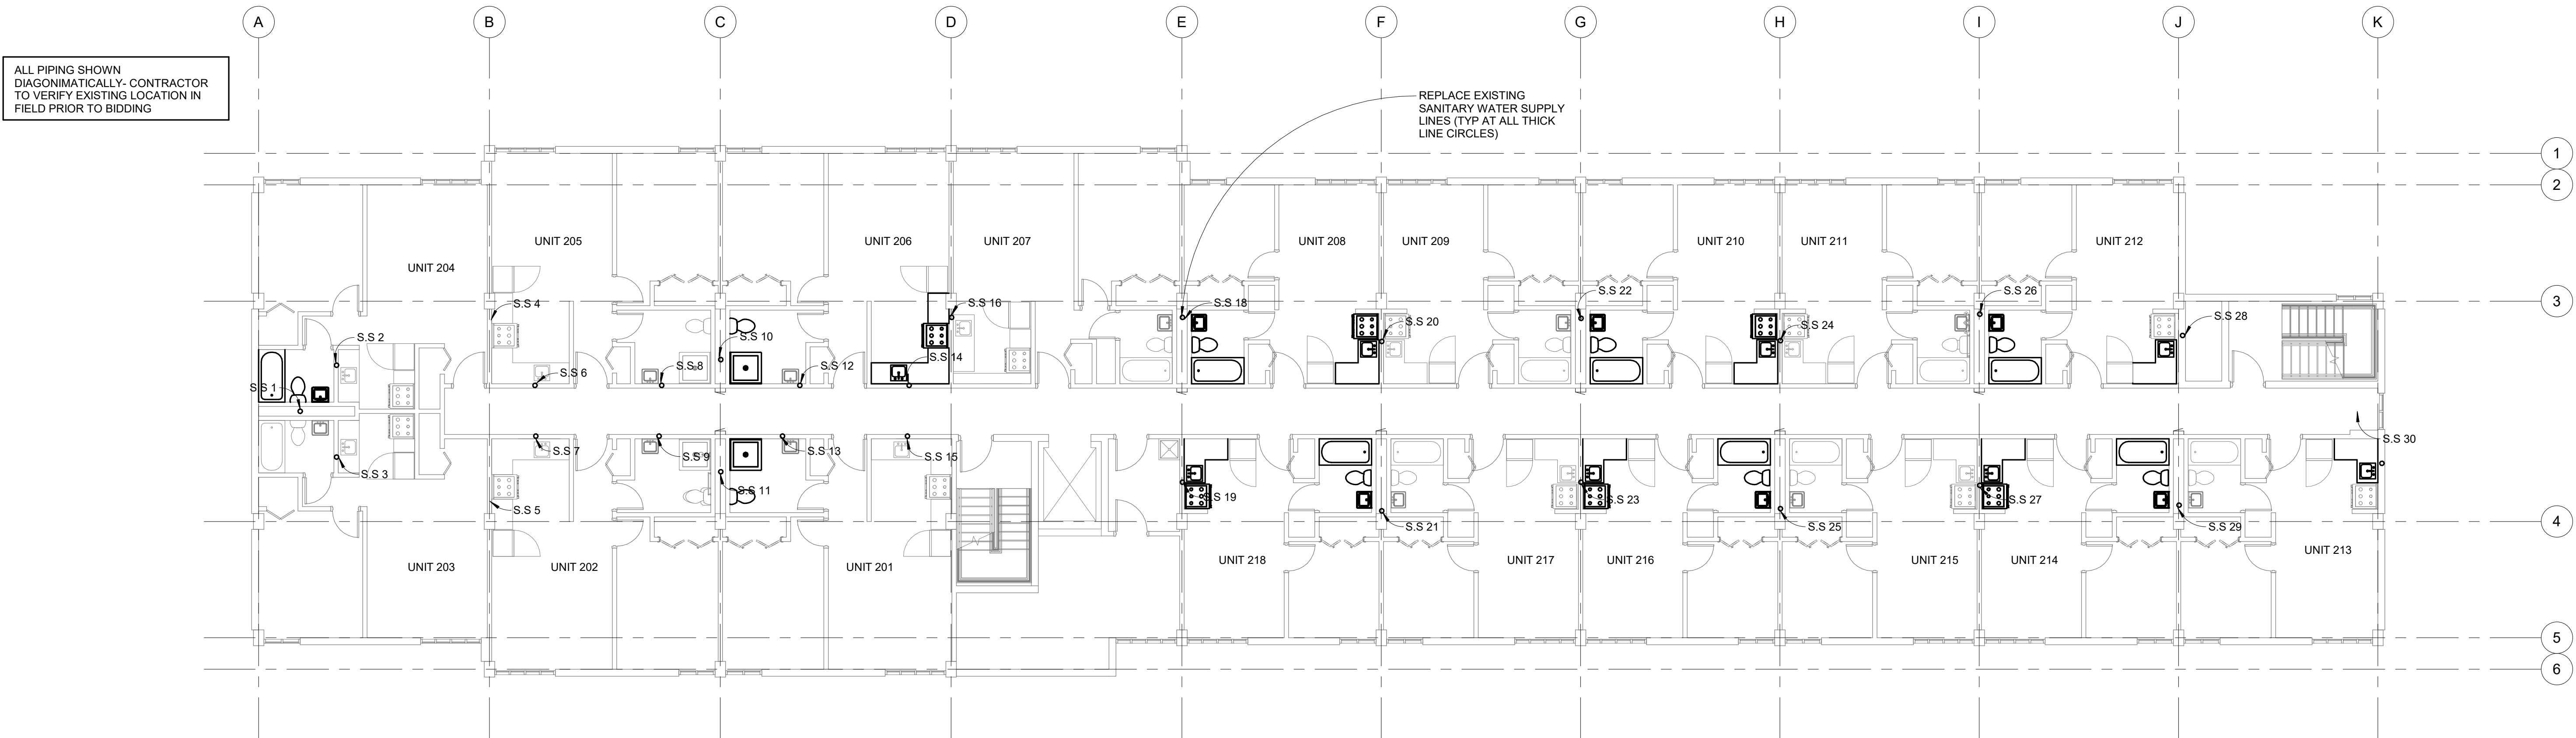 A
B
C
D
E
F
G
H
I
J
K
ALL PIPING SHOWN
DIAGONIMATICALLY- CONTRACTOR
TO VERIFY EXISTING LOCATION IN
FIELD PRIOR TO BIDDING
REPLACE EXISTING
SANITARY WATER SUPPLY
LINES (TYP AT ALL THICK
LINE CIRCLES)
1
2
UNIT 204
UNIT 205
UNIT 206
UNIT 207
UNIT 208
UNIT 209
UNIT 210
UNIT 211
UNIT 212
3
S.S 4
S.S 16
S.S 18
S.S 22
S.S 26
S.S 2
S.S 10
S.S 20
S.S 24
S.S 28
S.S 1
S.S 6
S.S 8
S.S 12
S.S 14
S.S 3
S.S 7
S.S 9
S.S 13
S.S 15
S.S 30
S.S 5
S.S 11
S.S 19
S.S 23
S.S 27
S.S 21
S.S 25
S.S 29
4
UNIT 203
UNIT 202
UNIT 201
UNIT 218
UNIT 217
UNIT 216
UNIT 215
UNIT 214
UNIT 213
5
6